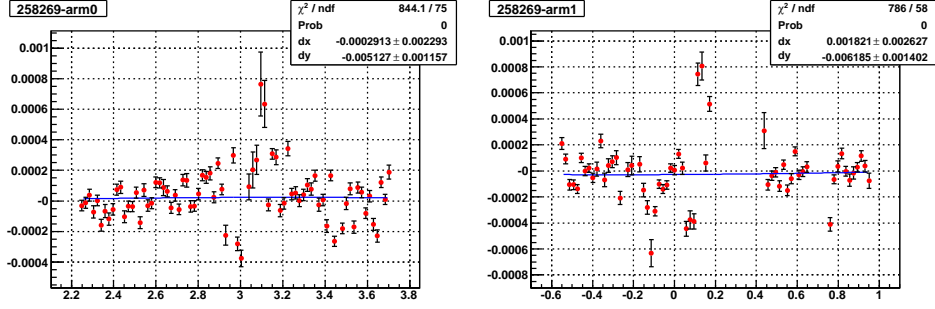 258269-arm0
χ² / ndf 844.1 / 75
Prob 0
dx -0.0002913 ± 0.002293
dy -0.005127 ± 0.001157
0.001
0.0008
0.0006
0.0004
0.0002
-0
-0.0002
-0.0004
2.2 2.4 2.6 2.8 3 3.2 3.4 3.6 3.8
258269-arm1
χ² / ndf 786 / 58
Prob 0
dx 0.001821 ± 0.002627
dy -0.006185 ± 0.001402
0.001
0.0008
0.0006
0.0004
0.0002
-0
-0.0002
-0.0004
-0.0006
-0.0008
-0.6 -0.4 -0.2 0 0.2 0.4 0.6 0.8 1